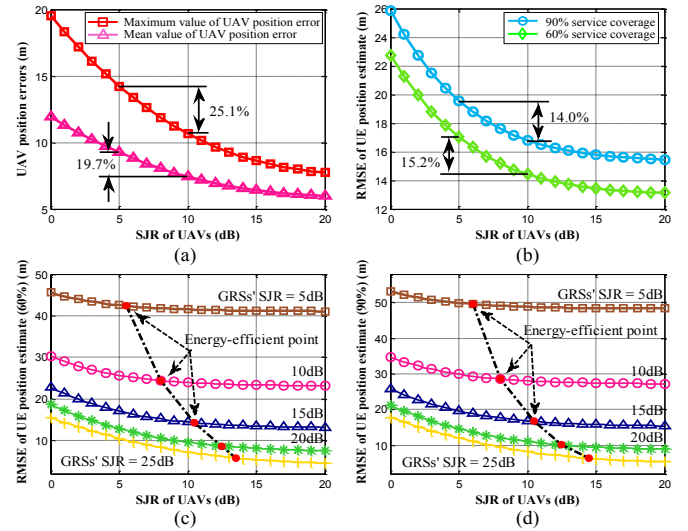 Maximum value of UAV position error
Mean value of UAV position error
UAV position errors (m)
20
15
10
5
25.1%
19.7%
0 5 10 15 20
SJR of UAVs (dB)
(a)
90% service coverage
60% service coverage
RMSE of UE position estimate (m)
26
24
22
20
18
16
14
12
14.0%
15.2%
0 5 10 15 20
SJR of UAVs (dB)
(b)
RMSE of UE position estimate (60%) (m)
50
40
30
20
10
GRSs' SJR = 5dB
Energy-efficient point
10dB
15dB
20dB
GRSs' SJR = 25dB
0 5 10 15 20
SJR of UAVs (dB)
(c)
RMSE of UE position estimate (90%) (m)
50
40
30
20
10
GRSs' SJR = 5dB
Energy-efficient point
10dB
15dB
20dB
GRSs' SJR = 25dB
0 5 10 15 20
SJR of UAVs (dB)
(d)